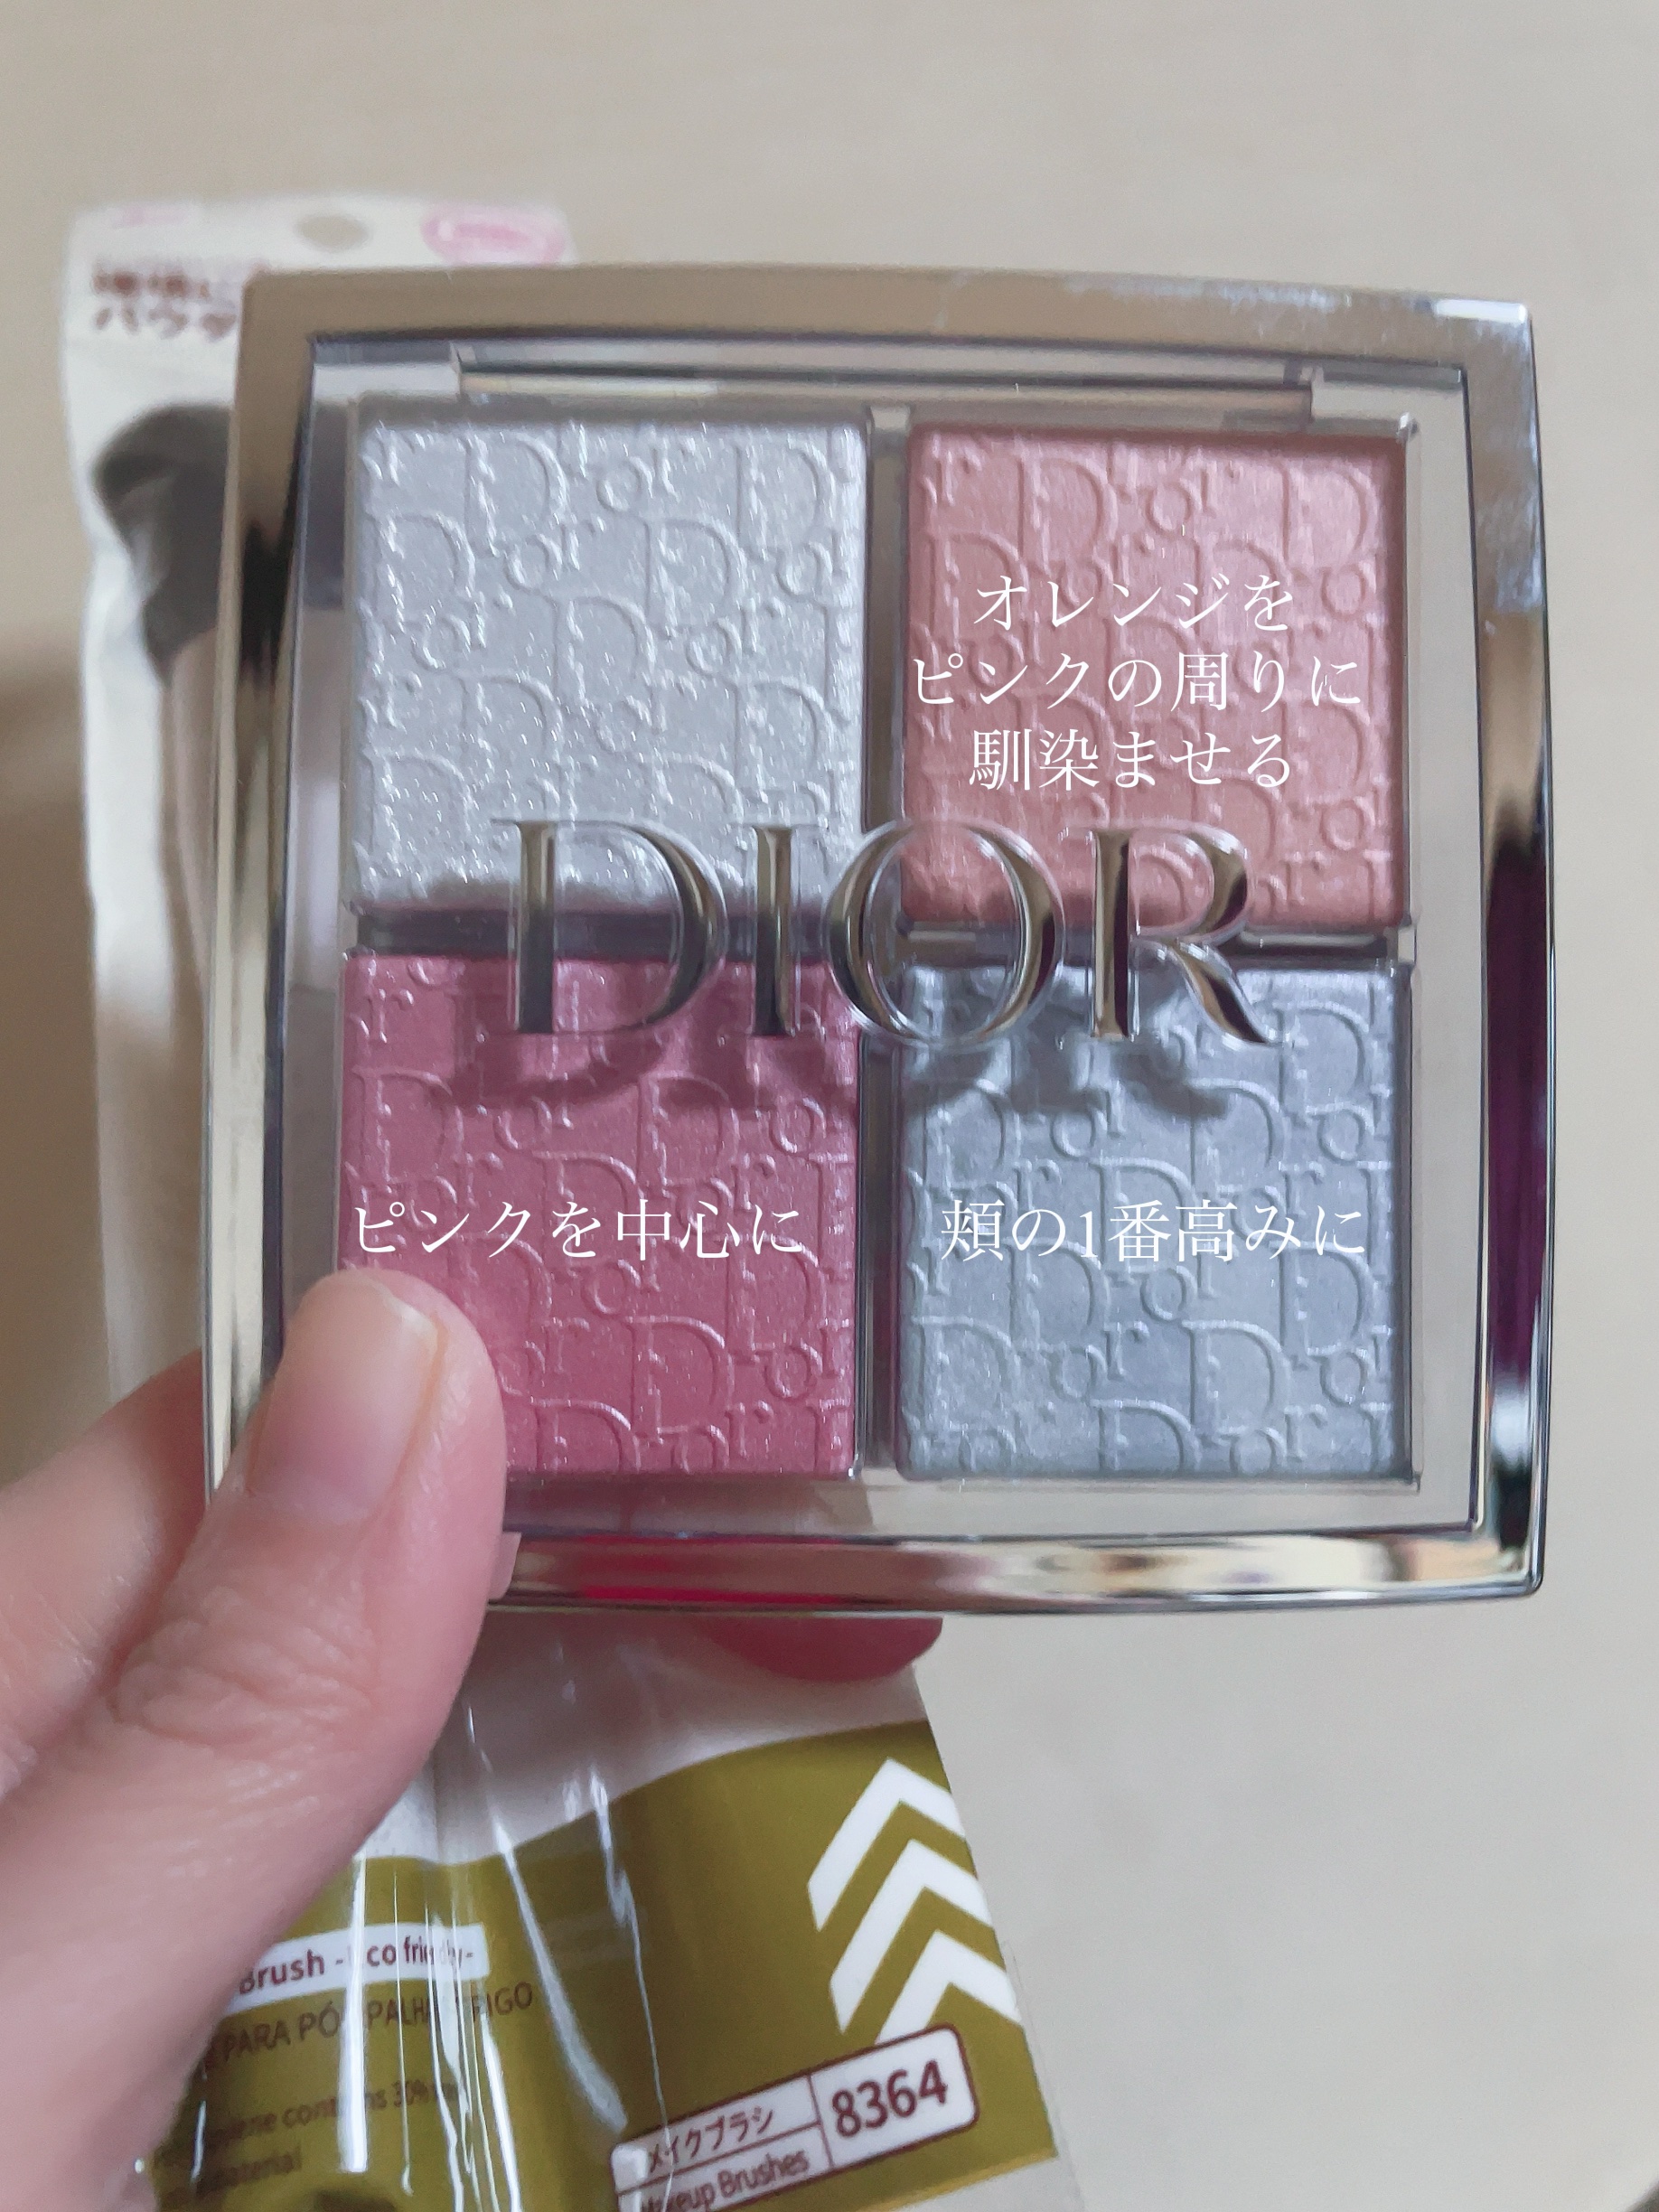 オレンジを
ピンクの周りに
馴染ませる
DIOR
ピンクを中心に
頬の1番高みに
Brush
PARA PÓ
8364
メイクブラシ
Makeup Brushes